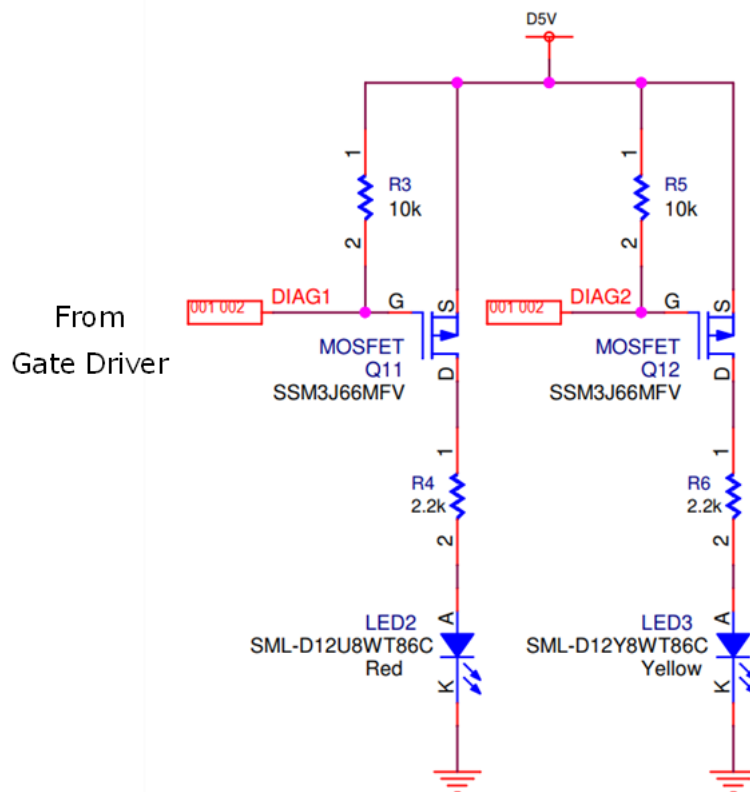 D5V
1
R3
10k
2
1
R5
10k
2
001 002
DIAG1
G
S
001 002
DIAG2
G
S
From
Gate Driver
MOSFET
Q11
SSM3J66MFV
D
MOSFET
Q12
SSM3J66MFV
D
1
R4
2.2k
2
1
R6
2.2k
2
LED2
A
SML-D12U8WT86C
Red
K
LED3
A
SML-D12Y8WT86C
Yellow
K